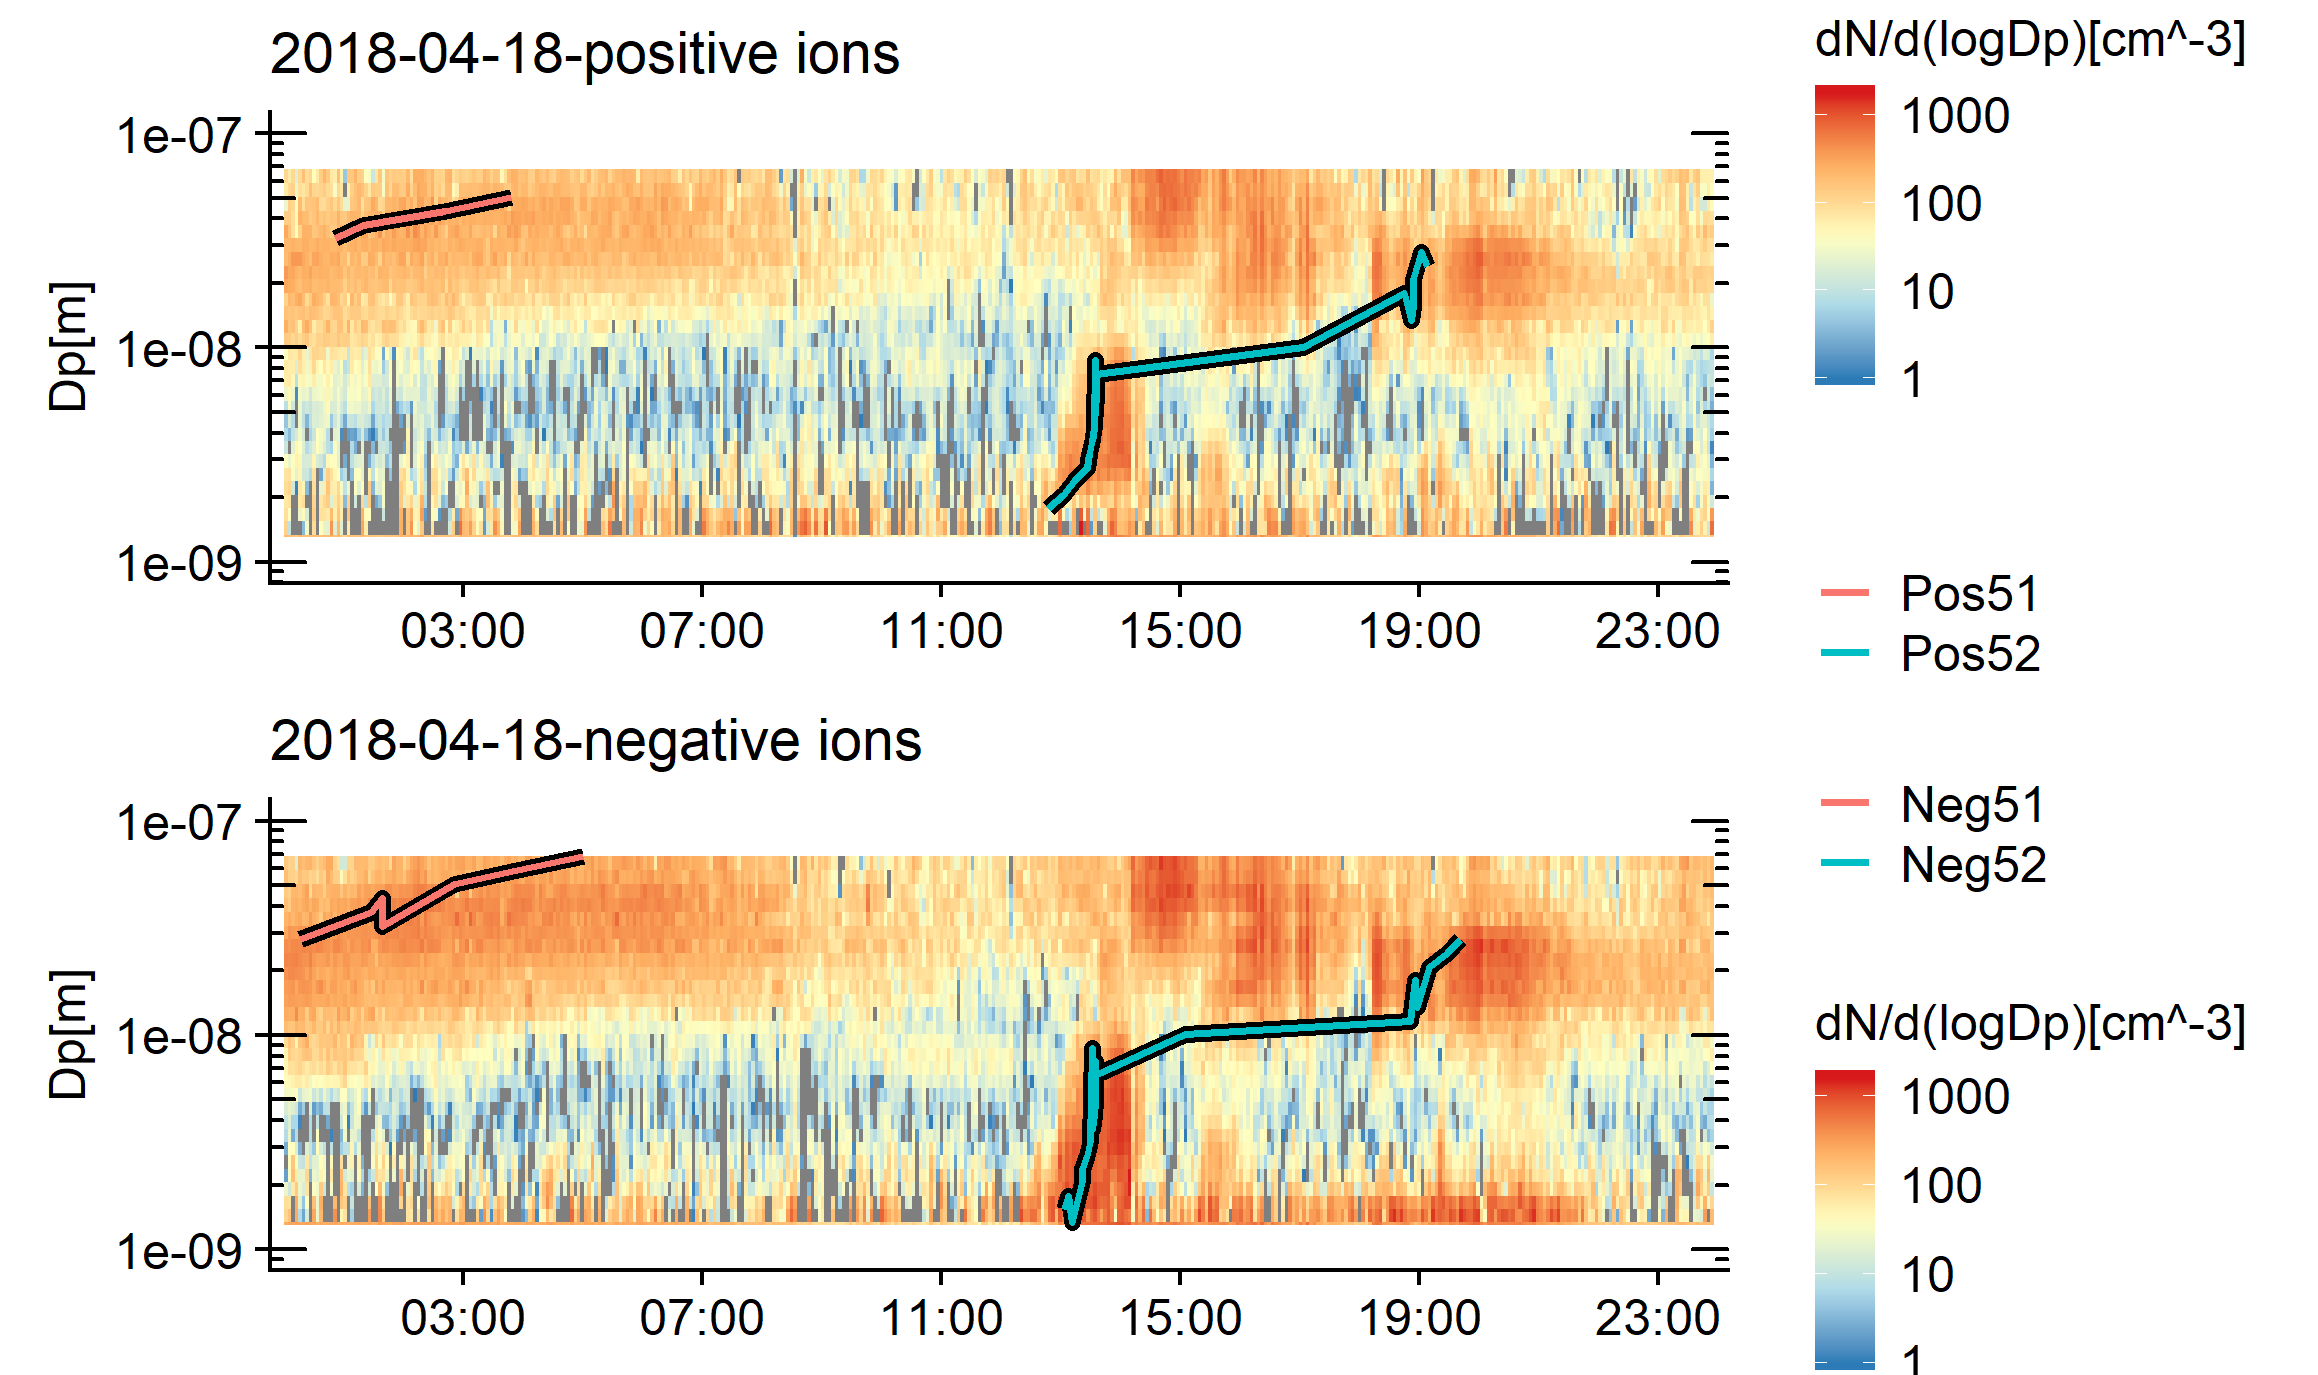 2018-04-18-positive ions
dN/d(logDp)[cm^-3]
1000
100
10
1
Dp[m]
1e-07
1e-08
1e-09
03:00 07:00 11:00 15:00 19:00 23:00
Pos51
Pos52
2018-04-18-negative ions
Neg51
Neg52
Dp[m]
1e-07
1e-08
1e-09
03:00 07:00 11:00 15:00 19:00 23:00
dN/d(logDp)[cm^-3]
1000
100
10
1